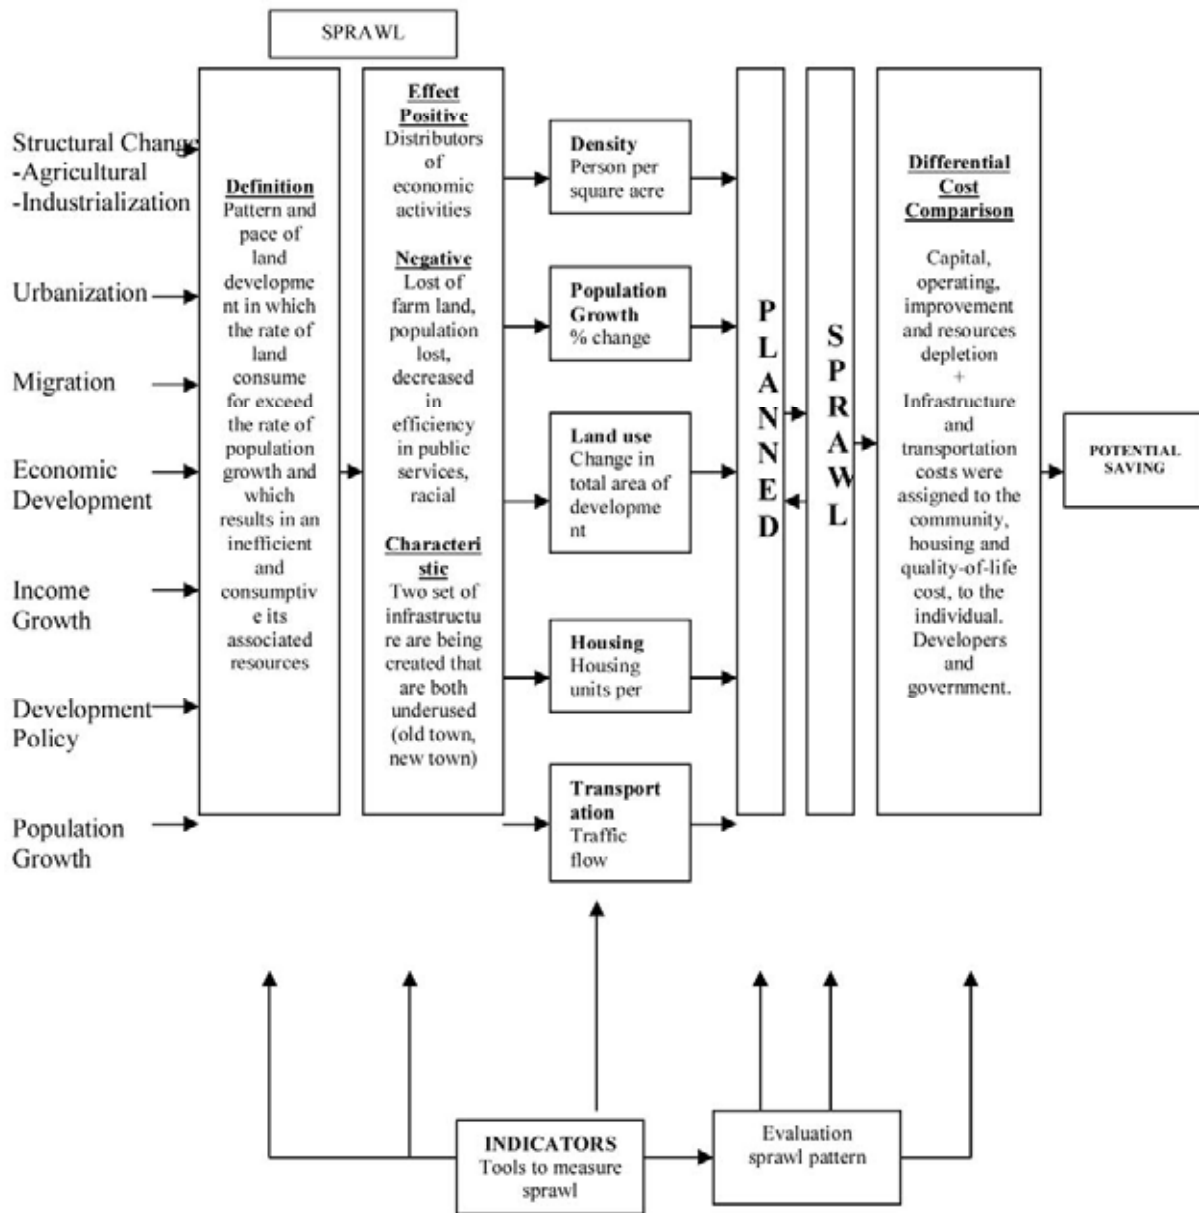 SPRAWL
Structural Change
-Agricultural
-Industrialization
Urbanization
Migration
Economic
Development
Income
Growth
Development
Policy
Population
Growth
Definition
Pattern and
pace of
land
developme
nt in which
the rate of
land
consume
for exceed
the rate of
population
growth and
which
results in an
inefficient
and
consumptiv
e its
associated
resources
Effect
Positive
Distributors
of
economic
activities
Negative
Lost of
farm land,
population
lost,
decreased
in
efficiency
in public
services,
racial
Characteri
stic
Two set of
infrastructu
re are being
created that
are both
underused
(old town,
new town)
Density
Person per
square acre
Population
Growth
% change
Land use
Change in
total area of
developme
nt
Housing
Housing
units per
Transport
ation
Traffic
flow
PLANNED
SPRAWL
Differential
Cost
Comparison
Capital,
operating,
improvement
and resources
depletion
+
Infrastructure
and
transportation
costs were
assigned to the
community,
housing and
quality-of-life
cost, to the
individual.
Developers
and
government.
POTENTIAL
SAVING
INDICATORS
Tools to measure
sprawl
Evaluation
sprawl pattern